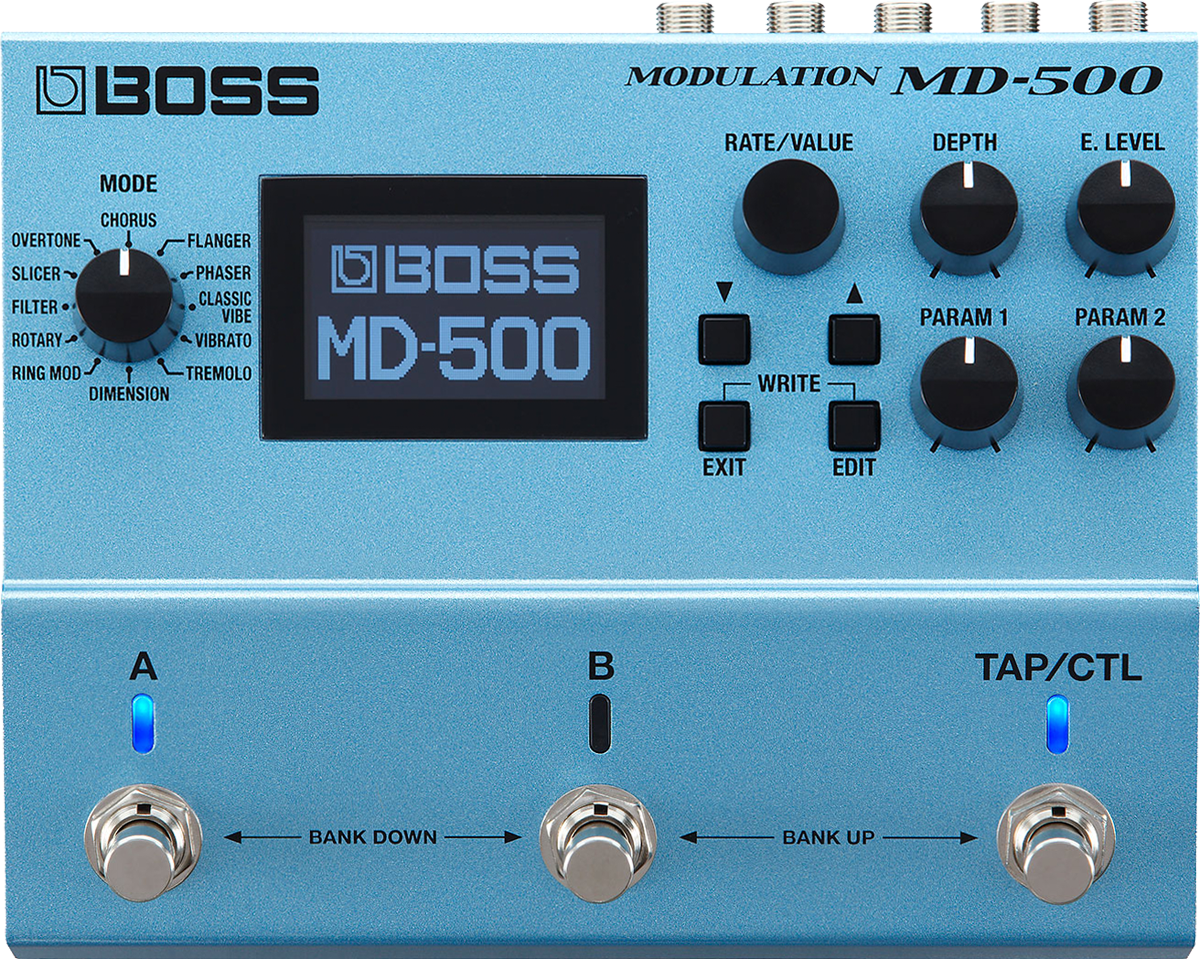 BOSS
MODULATION MD-500
RATE/VALUE
DEPTH
E. LEVEL
MODE
CHORUS
OVERTONE
FLANGER
SLICER
PHASER
FILTER
CLASSIC
VIBE
ROTARY
VIBRATO
RING MOD
TREMOLO
DIMENSION
BOSS
MD-500
▼
▲
PARAM 1
PARAM 2
WRITE
EXIT
EDIT
A
B
TAP/CTL
BANK DOWN
BANK UP